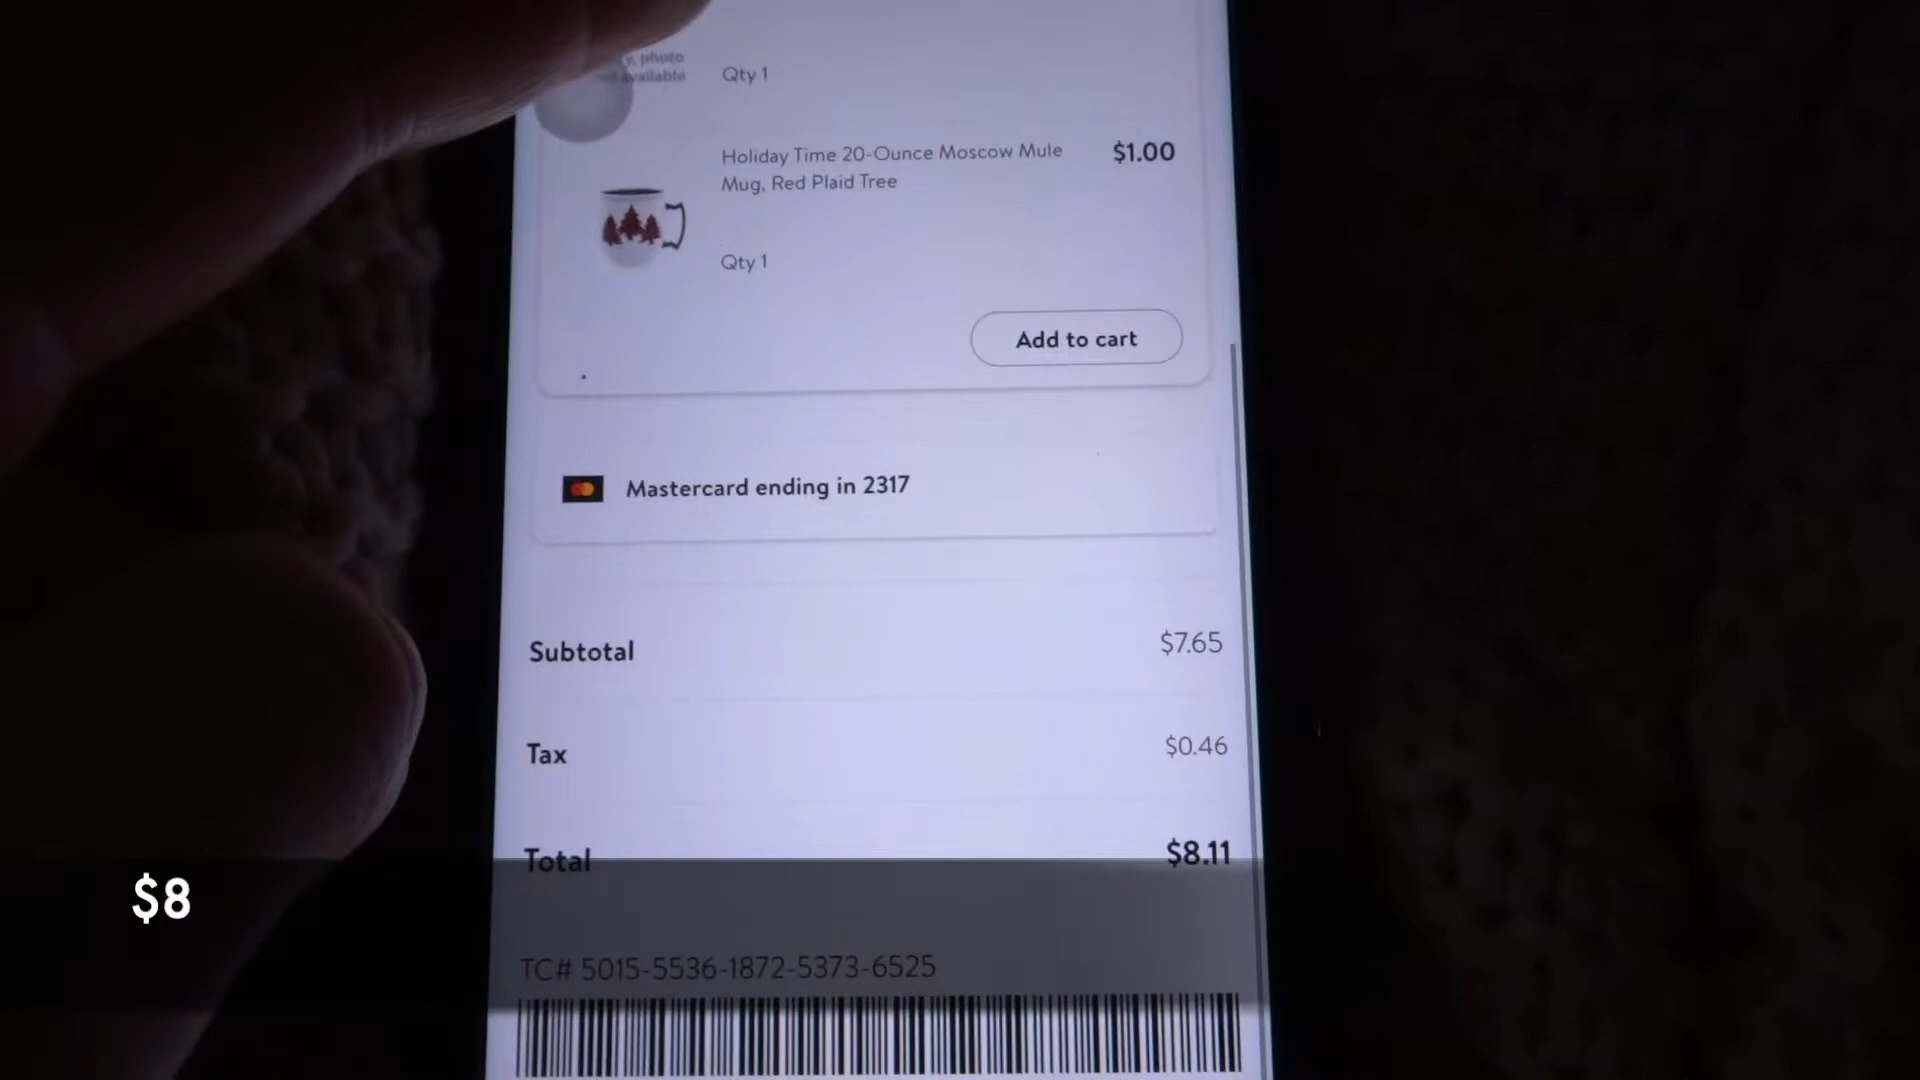 y, photo
available
Qty 1
Holiday Time 20-Ounce Moscow Mule
Mug, Red Plaid Tree
$1.00
Qty 1
Add to cart
Mastercard ending in 2317
Subtotal
$7.65
Tax
$0.46
Total
$8.11
$8
TC# 5015-5536-1872-5373-6525